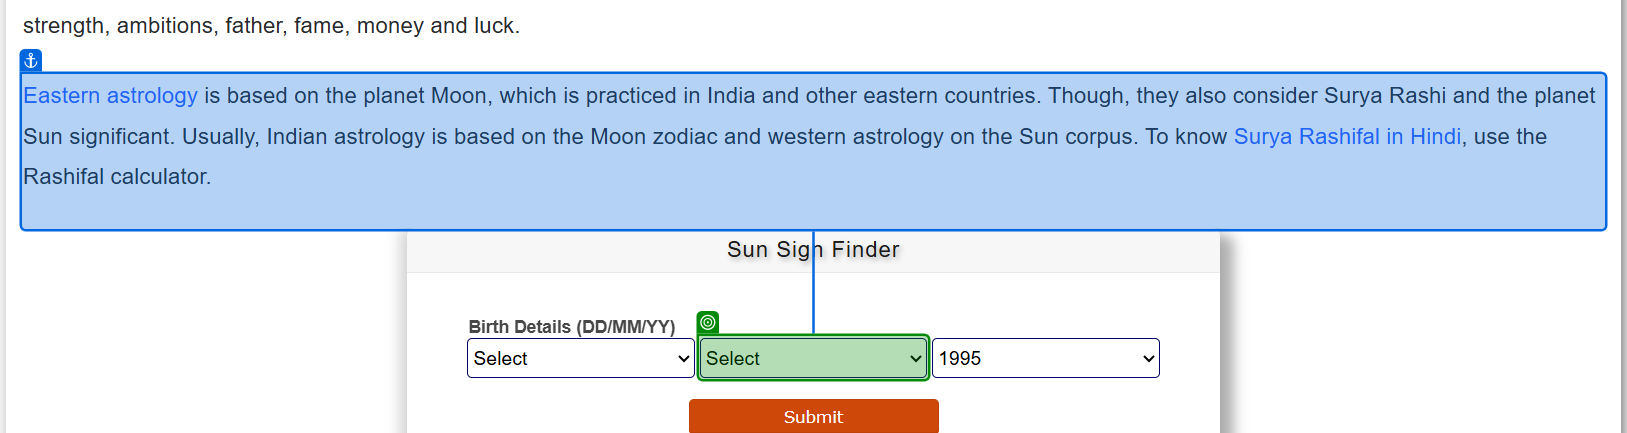 strength, ambitions, father, fame, money and luck.
Eastern astrology is based on the planet Moon, which is practiced in India and other eastern countries. Though, they also consider Surya Rashi and the planet
Sun significant. Usually, Indian astrology is based on the Moon zodiac and western astrology on the Sun corpus. To know Surya Rashifal in Hindi, use the
Rashifal calculator.
Sun Sign Finder
Birth Details (DD/MM/YY)
Select Select 1995
Submit